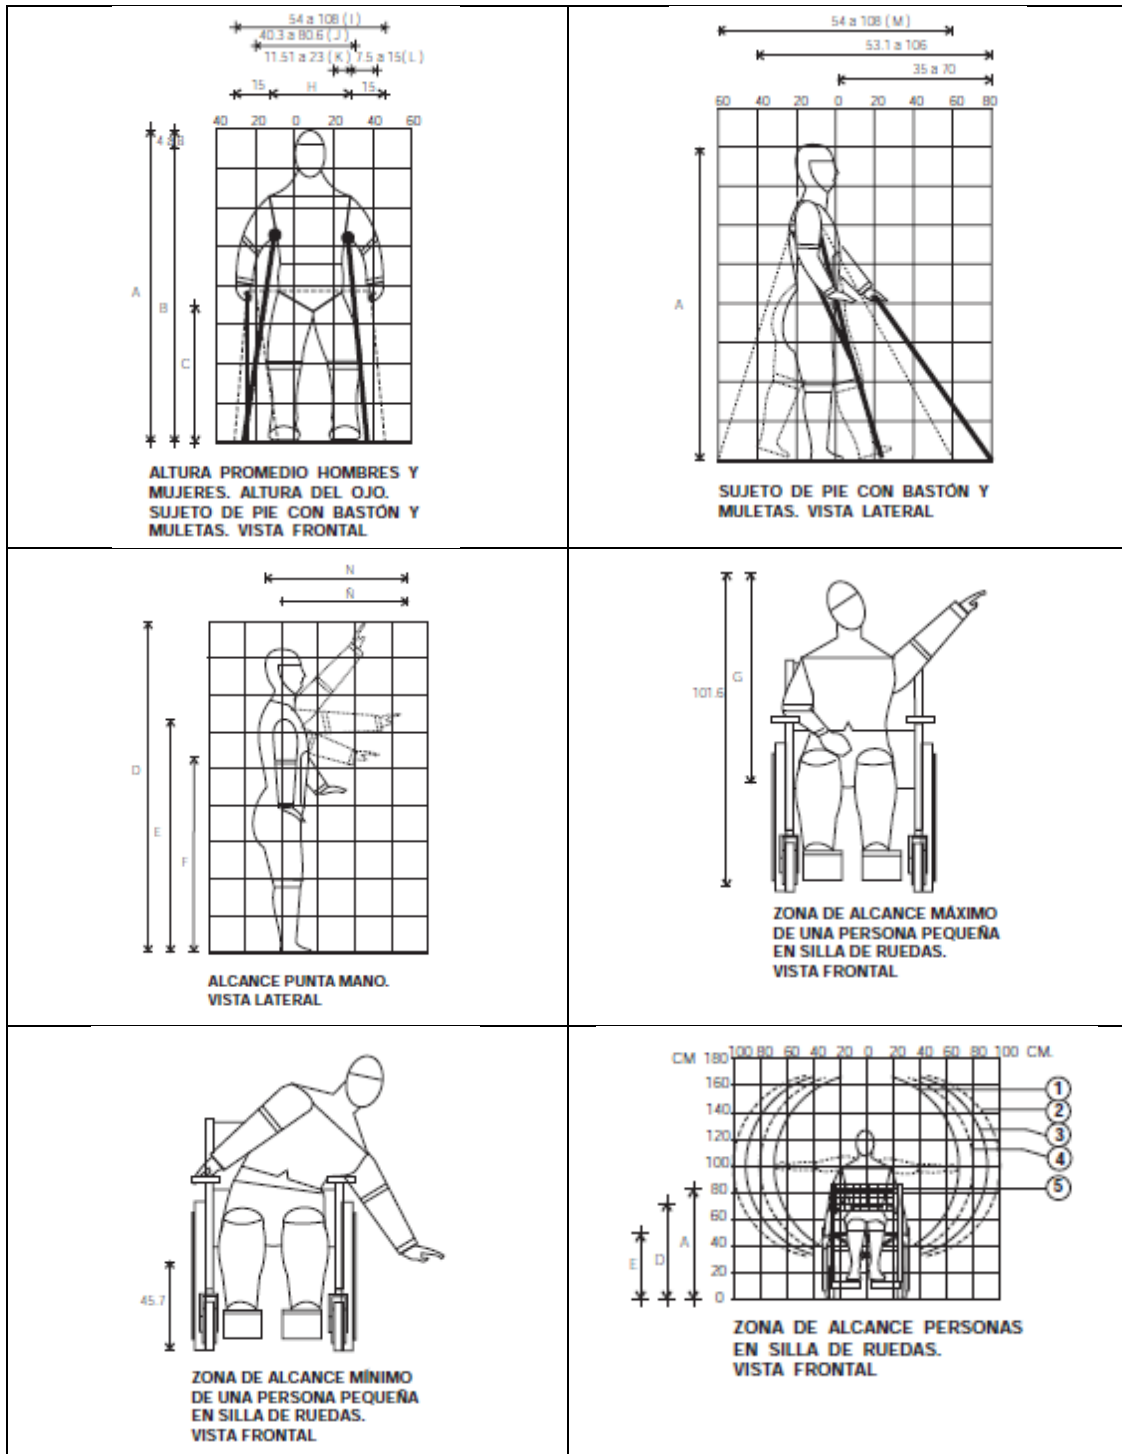 54 a 108 ( I )
40.3 a 80.6 ( J )
11.51 a 23 ( K ) 7.5 a 15( L )
15 H 15
40 20 0 20 40 60
4 a 8
A
B
C
ALTURA PROMEDIO HOMBRES Y
MUJERES. ALTURA DEL OJO.
SUJETO DE PIE CON BASTÓN Y
MULETAS. VISTA FRONTAL
54 a 108 ( M )
53.1 a 106
35 a 70
60 40 20 0 20 40 60 80
A
SUJETO DE PIE CON BASTÓN Y
MULETAS. VISTA LATERAL
N
Ñ
D
E
F
ALCANCE PUNTA MANO.
VISTA LATERAL
G
101.6
ZONA DE ALCANCE MÁXIMO
DE UNA PERSONA PEQUEÑA
EN SILLA DE RUEDAS.
VISTA FRONTAL
45.7
ZONA DE ALCANCE MÍNIMO
DE UNA PERSONA PEQUEÑA
EN SILLA DE RUEDAS.
VISTA FRONTAL
CM 180 100 80 60 40 20 0 20 40 60 80 100 CM.
160
1
140
2
120
3
100
4
80
5
60
40
20
0
E
D
A
ZONA DE ALCANCE PERSONAS
EN SILLA DE RUEDAS.
VISTA FRONTAL